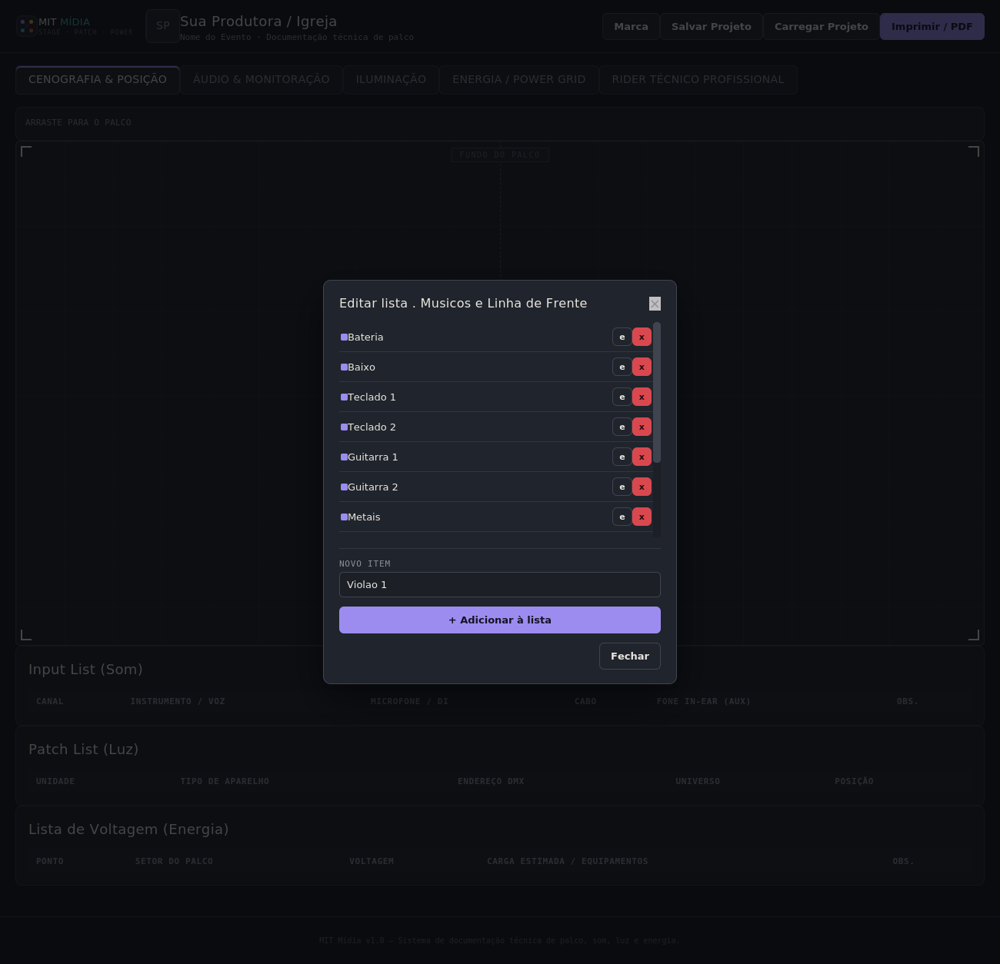 MIT MÍDIA
STAGE · PATCH · POWER
SP
Sua Produtora / Igreja
Nome do Evento · Documentação técnica de palco
Marca
Salvar Projeto
Carregar Projeto
Imprimir / PDF
CENOGRAFIA & POSIÇÃO
ÁUDIO & MONITORAÇÃO
ILUMINAÇÃO
ENERGIA / POWER GRID
RIDER TÉCNICO PROFISSIONAL
ARRASTE PARA O PALCO
FUNDO DO PALCO
Editar lista . Musicos e Linha de Frente
×
Bateria e x
Baixo e x
Teclado 1 e x
Teclado 2 e x
Guitarra 1 e x
Guitarra 2 e x
Metais e x
NOVO ITEM
Violao 1
+ Adicionar à lista
Fechar
Input List (Som)
CANAL INSTRUMENTO / VOZ MICROFONE / DI CABO FONE IN-EAR (AUX) OBS.
Patch List (Luz)
UNIDADE TIPO DE APARELHO ENDEREÇO DMX UNIVERSO POSIÇÃO
Lista de Voltagem (Energia)
PONTO SETOR DO PALCO VOLTAGEM CARGA ESTIMADA / EQUIPAMENTOS OBS.
MIT Mídia v1.0 — Sistema de documentação técnica de palco, som, luz e energia.